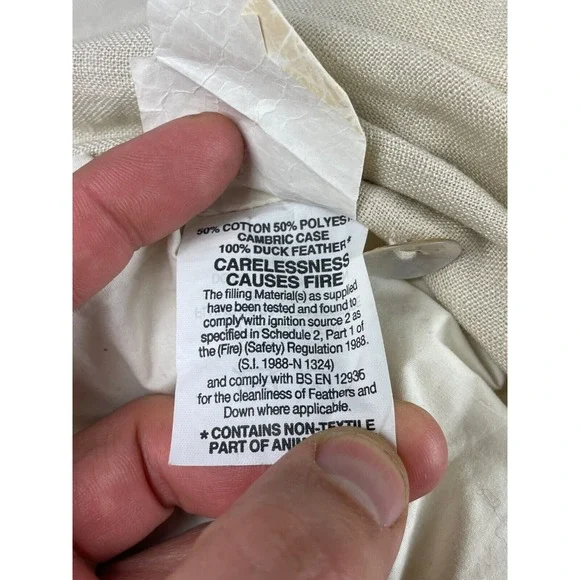 50% COTTON 50% POLYES
CAMBRIC CASE
100% DUCK FEATHER*
CARELESSNESS
CAUSES FIRE
The filling Material(s) as supplied
have been tested and found to
comply with ignition source 2 as
specified in Schedule 2, Part 1 of
the (Fire) (Safety) Regulation 1988.
(S.I. 1988-N 1324)
and comply with BS EN 12935
for the cleanliness of Feathers and
Down where applicable.
* CONTAINS NON-TEXTILE
PART OF ANIM